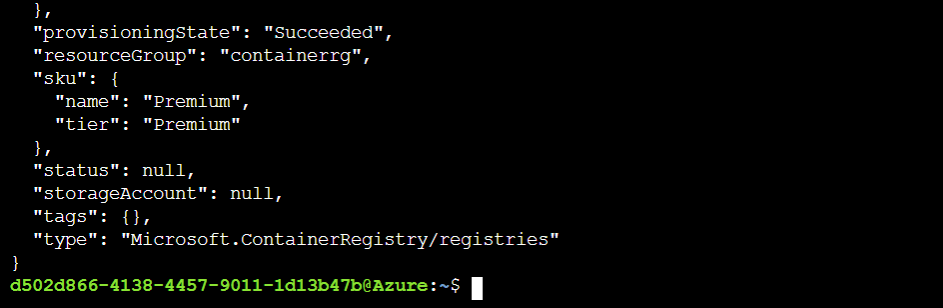 },
  "provisioningState": "Succeeded",
  "resourceGroup": "containerrg",
  "sku": {
    "name": "Premium",
    "tier": "Premium"
  },
  "status": null,
  "storageAccount": null,
  "tags": {},
  "type": "Microsoft.ContainerRegistry/registries"
}
d502d866-4138-4457-9011-1d13b47b@Azure:~$